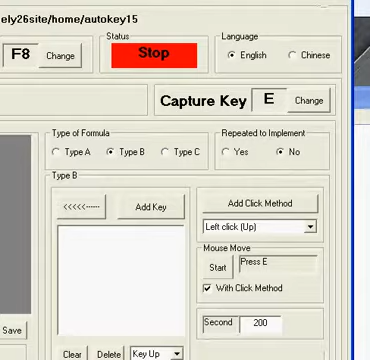 ely26site/home/autokey15
Status
Language
F8 Change
Stop
English Chinese
Capture Key E Change
Type of Formula
Repeated to Implement
Type A Type B Type C
Yes No
Type B
<<<<<------ Add Key
Add Click Method
Left click (Up)
Mouse Move
Start Press E
With Click Method
Second 200
Save
Clear Delete Key Up